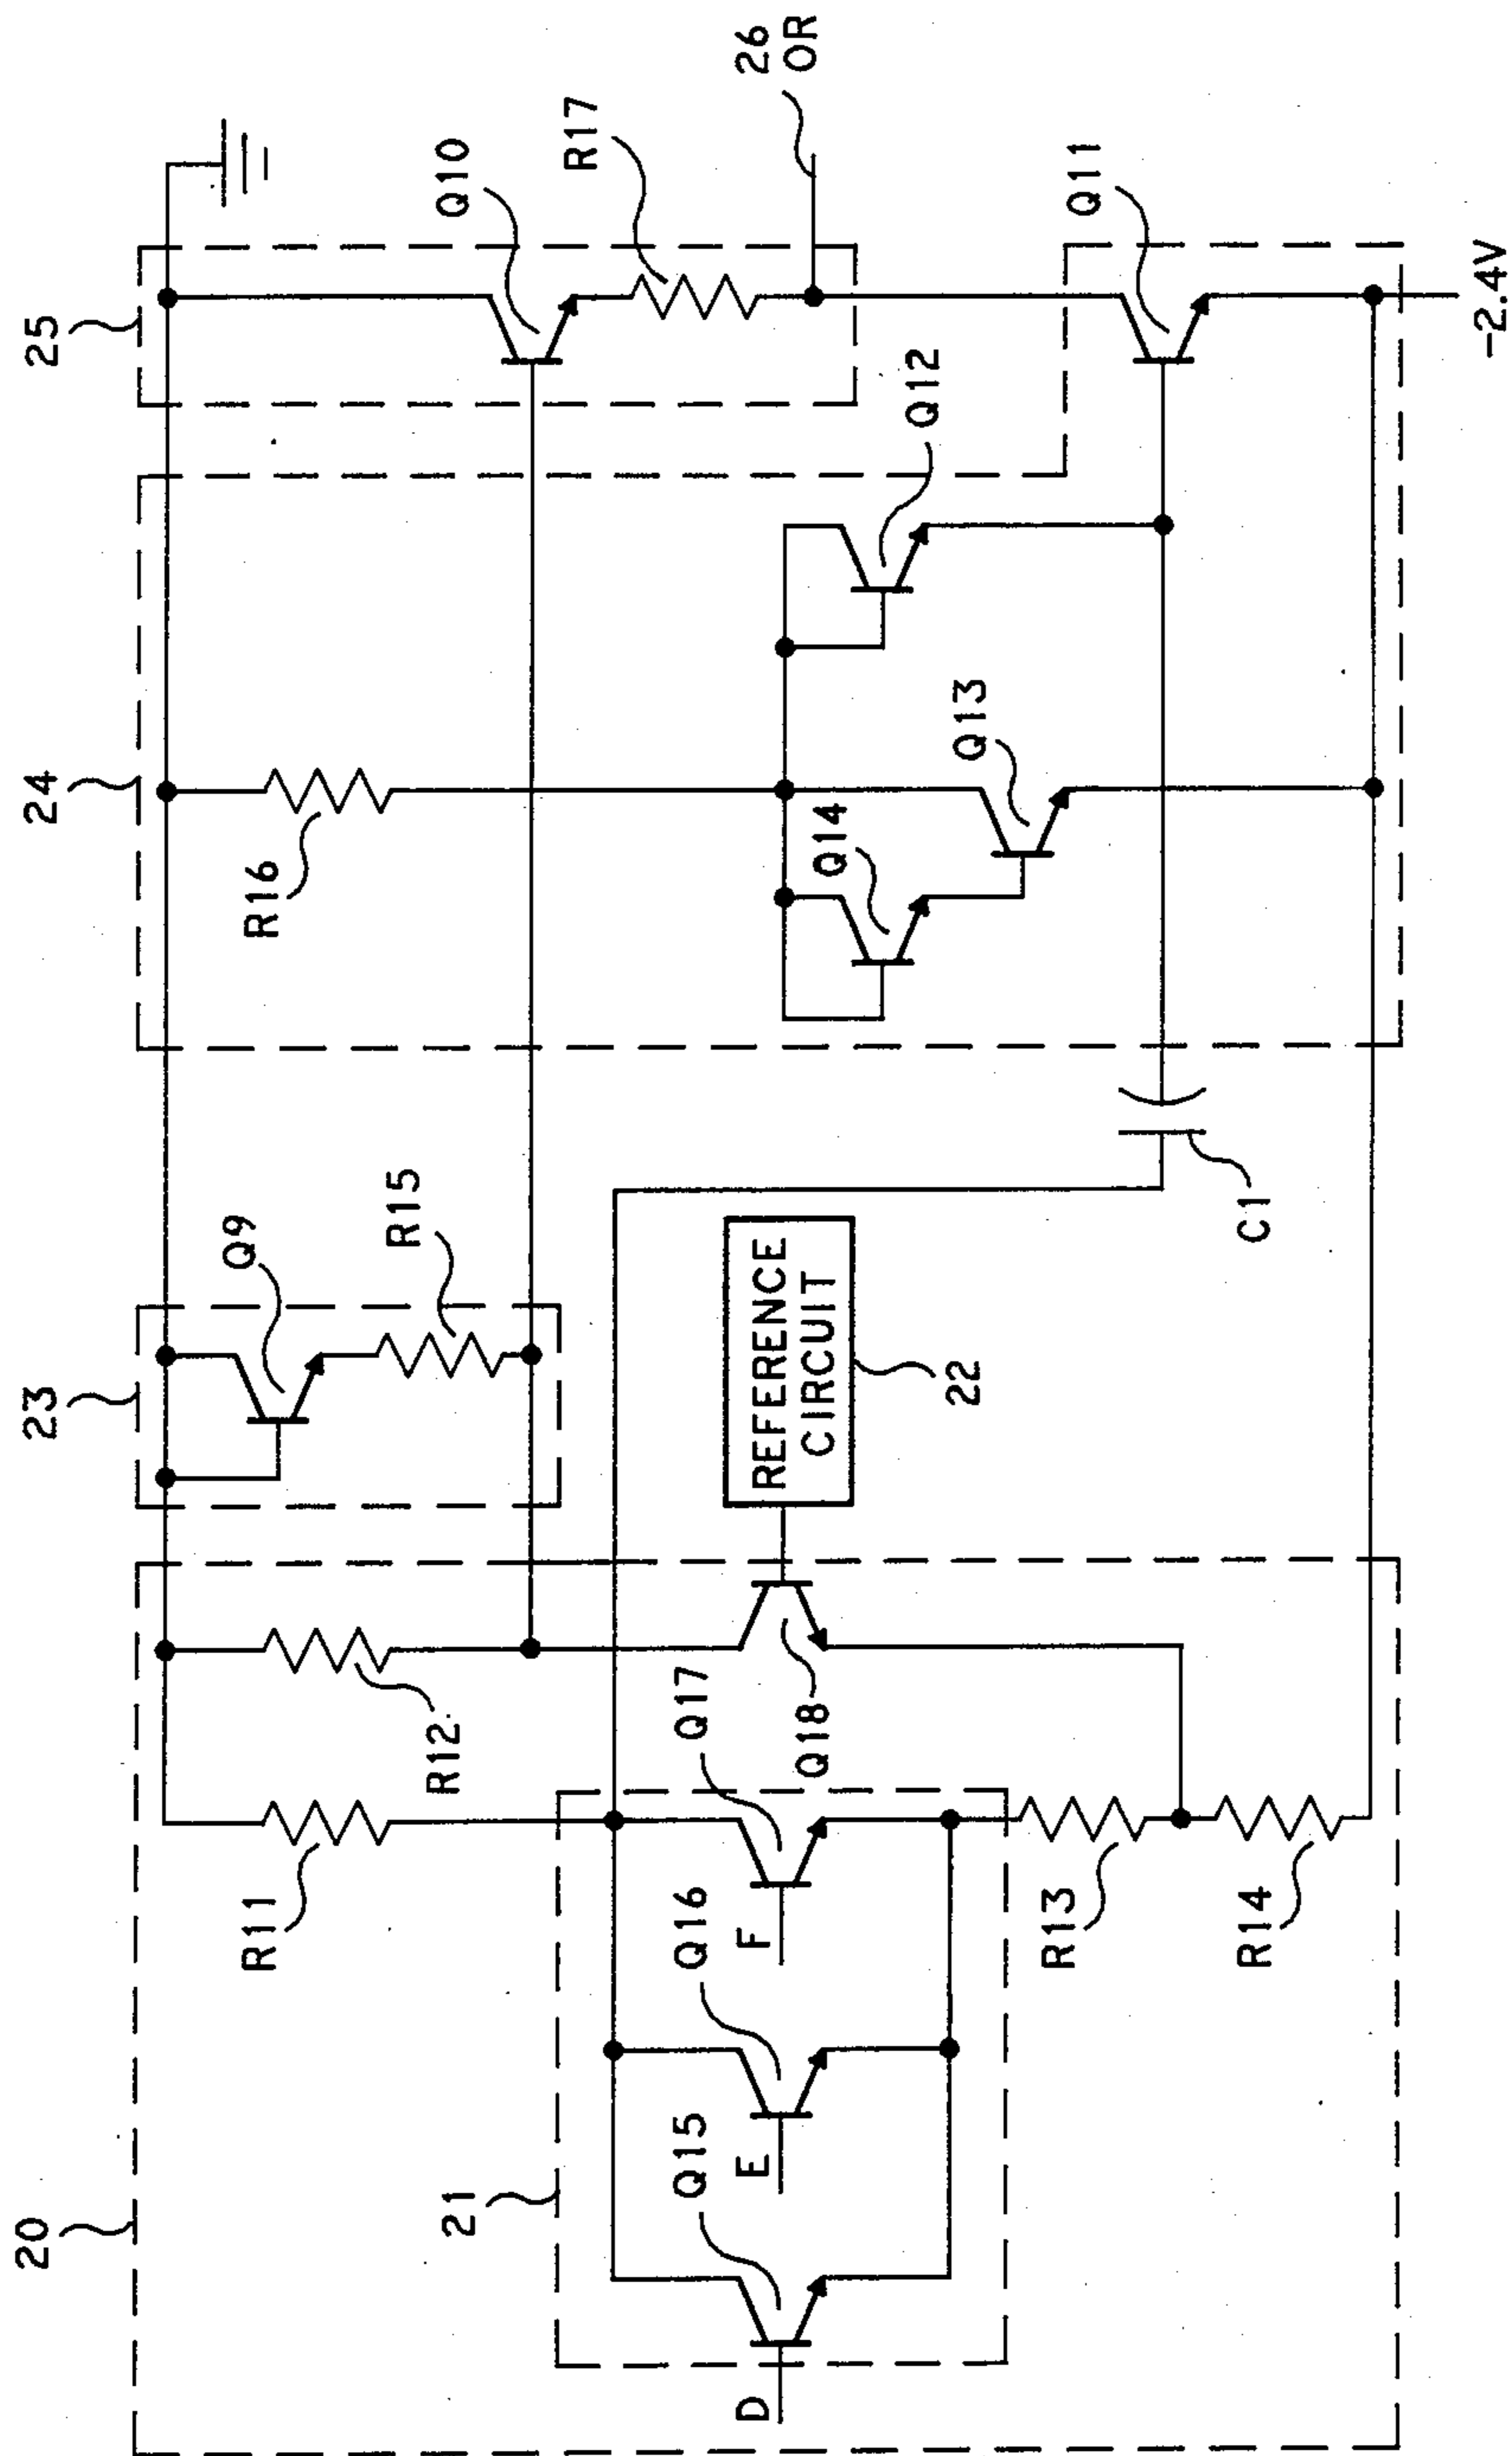 20
23
24
25
21
22
26
OR
R11
R12
Q9
R15
R16
Q10
R17
Q12
Q14
Q13
Q11
D
Q15
E
Q16
F
Q17
Q18
REFERENCE
CIRCUIT
R13
R14
C1
-2.4V